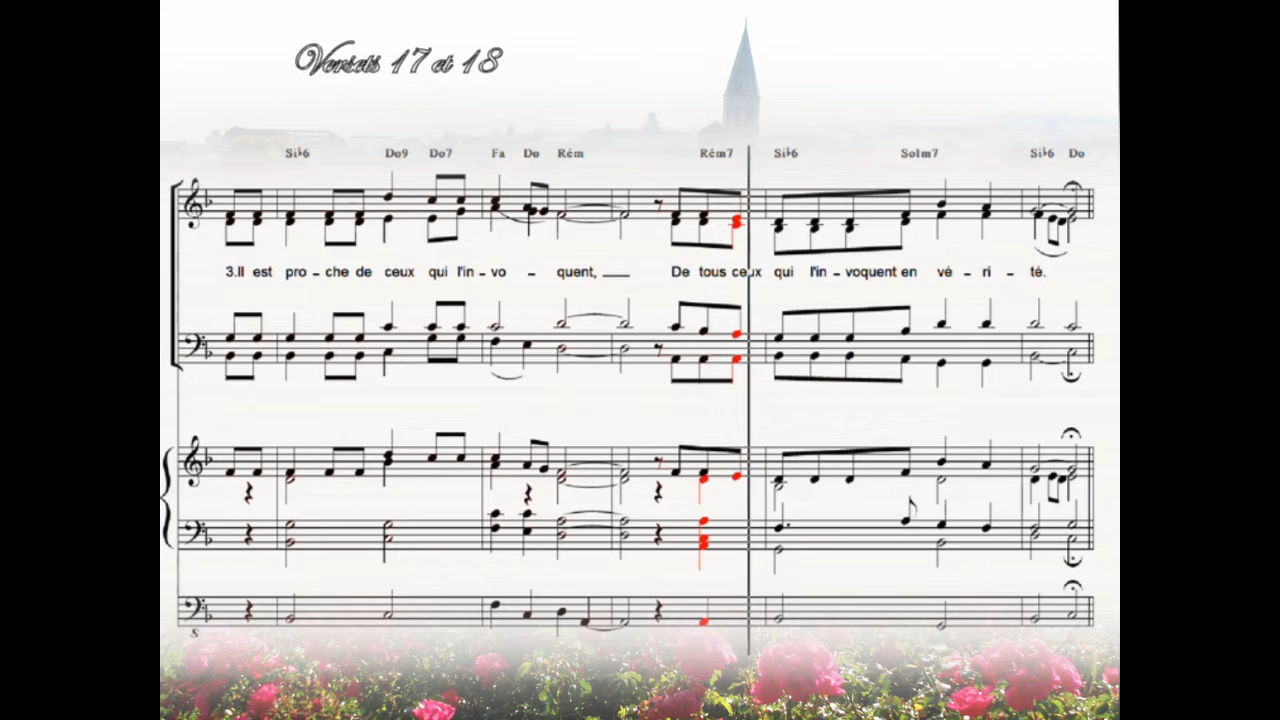 Versets 17 et 18
Si♭6 Do9 Do7 Fa Do Rém Rém7 Si♭6 Solm7 Si♭6 Do
3.Il est pro – che de ceux qui l'in – vo – quent, De tous ceux qui l'in – voquent en vé – ri – té.
8